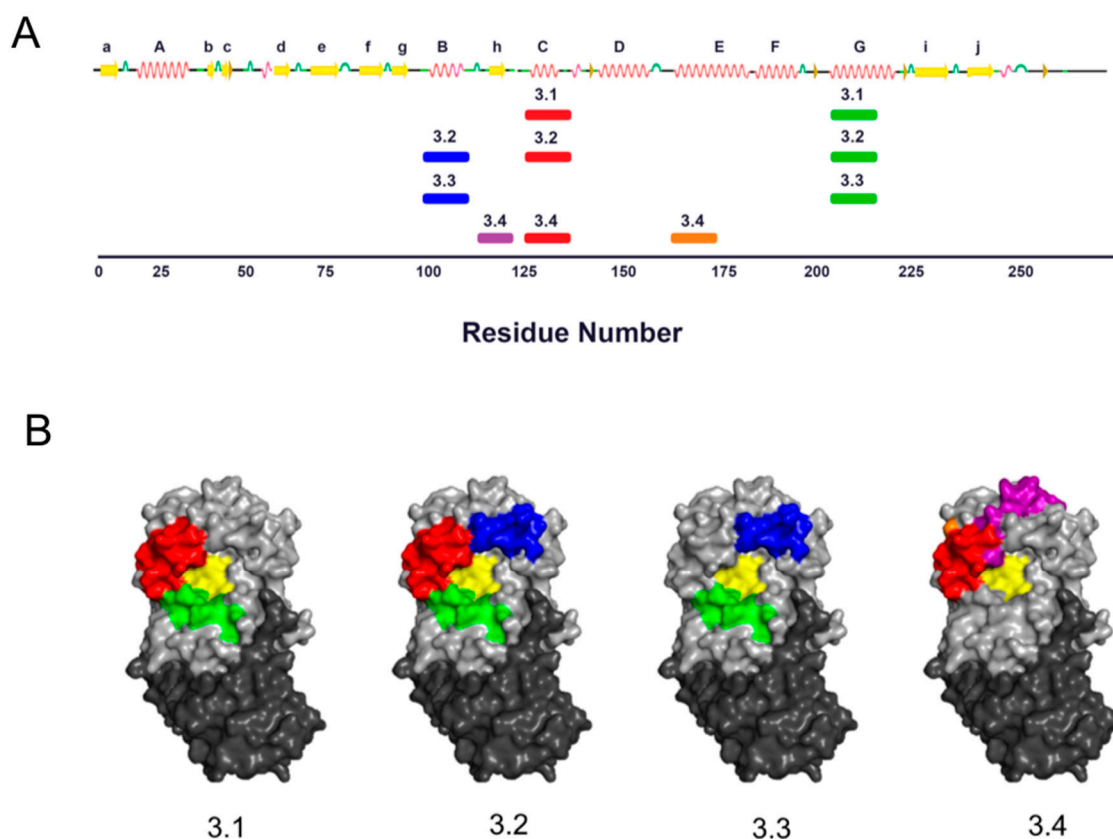 A
a A b c d e f g B h C D E F G i j
3.1 3.1
3.2 3.2 3.2
3.3 3.3
3.4 3.4 3.4
0 25 50 75 100 125 150 175 200 225 250
Residue Number
B
3.1 3.2 3.3 3.4